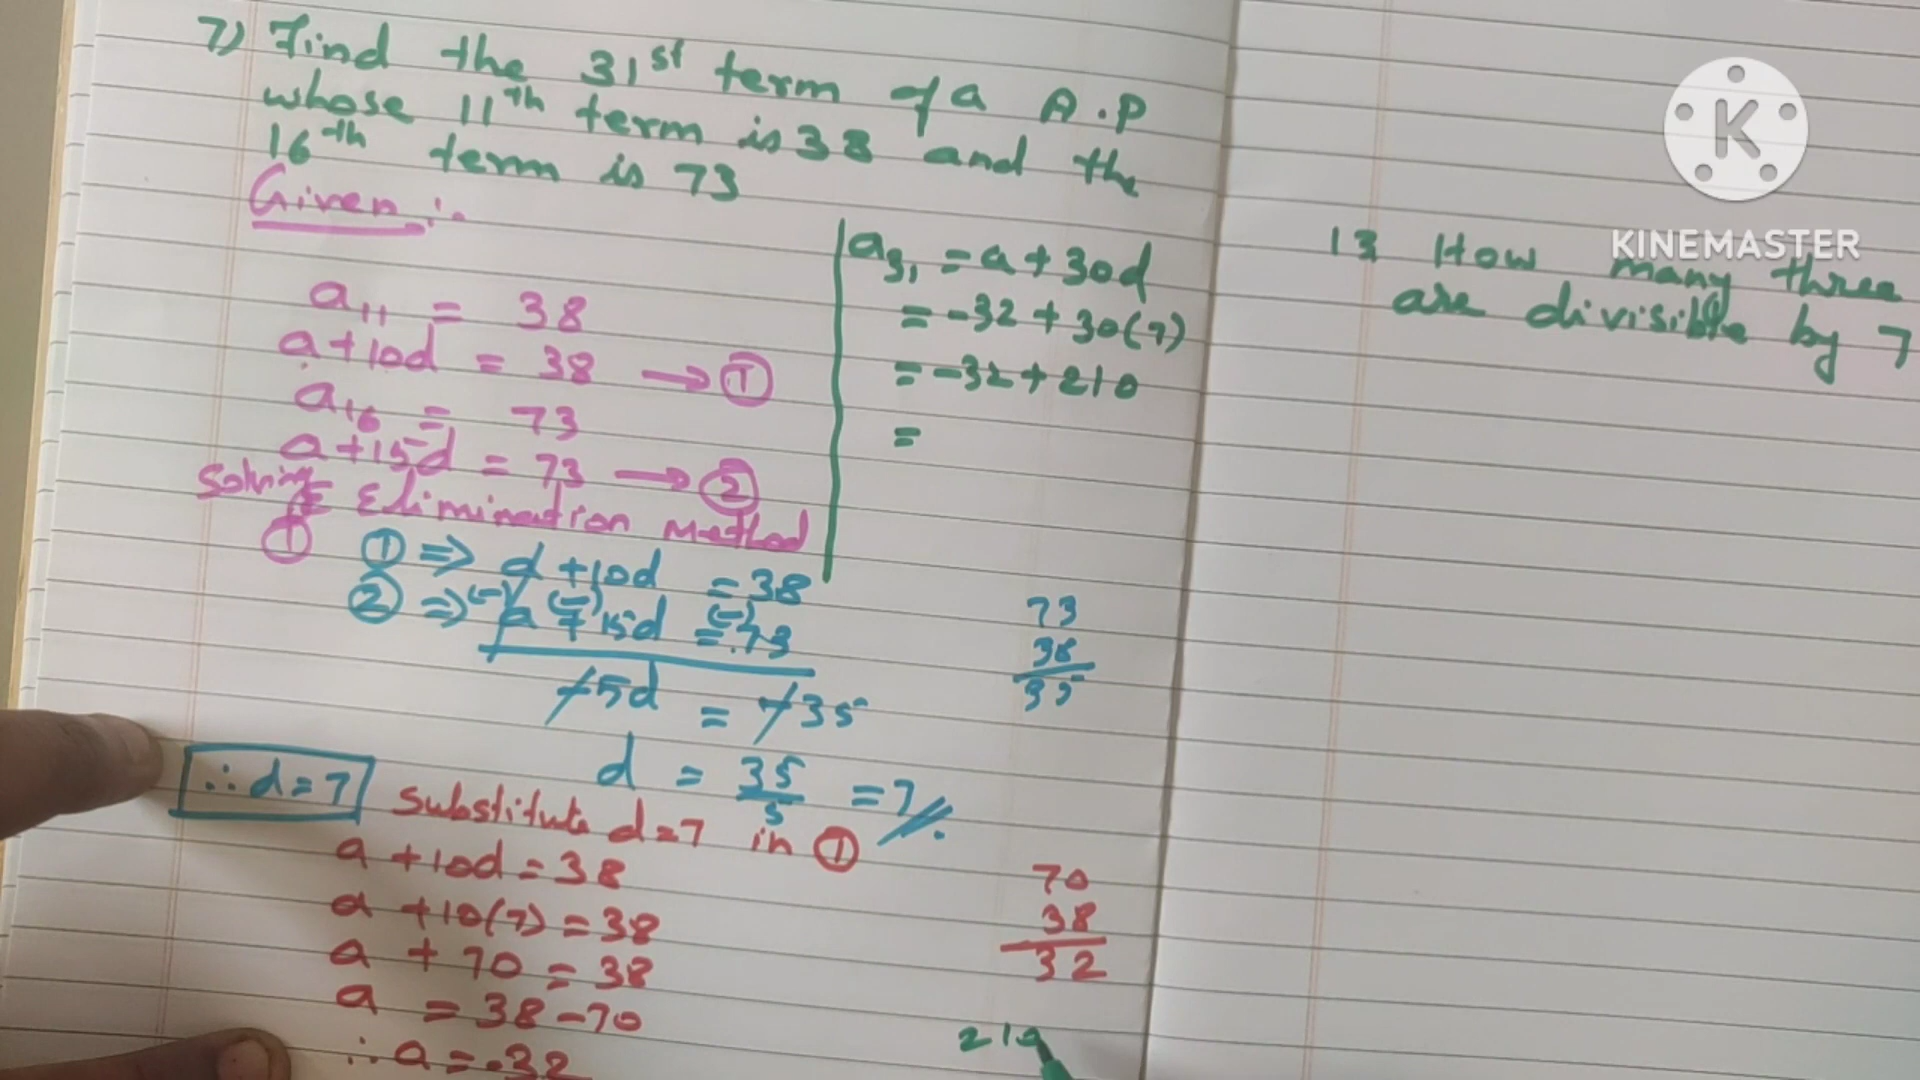 7) Find the 31st term of a A.P
whose 11th term is 38 and the
16th term is 73
Given :-
a₁₁ = 38
a+10d = 38 → ①
a₁₆ = 73
a+15d = 73 → ②
Solving Elimination Method
①
① ⇒ a +10d = 38
② ⇒ (-) a (-)+ 15d (-)= 73
-5d = -35
d = 35/5 = 7//.
∴ d = 7
Substitute d=7 in ①
a +10d = 38
a +10(7) = 38
a + 70 = 38
a = 38-70
∴ a = -32
a₃₁ = a+30d
= -32+30(7)
= -32+210
=
73
38
35
70
38
32
210
K
KINEMASTER
13 How many three
are divisible by 7